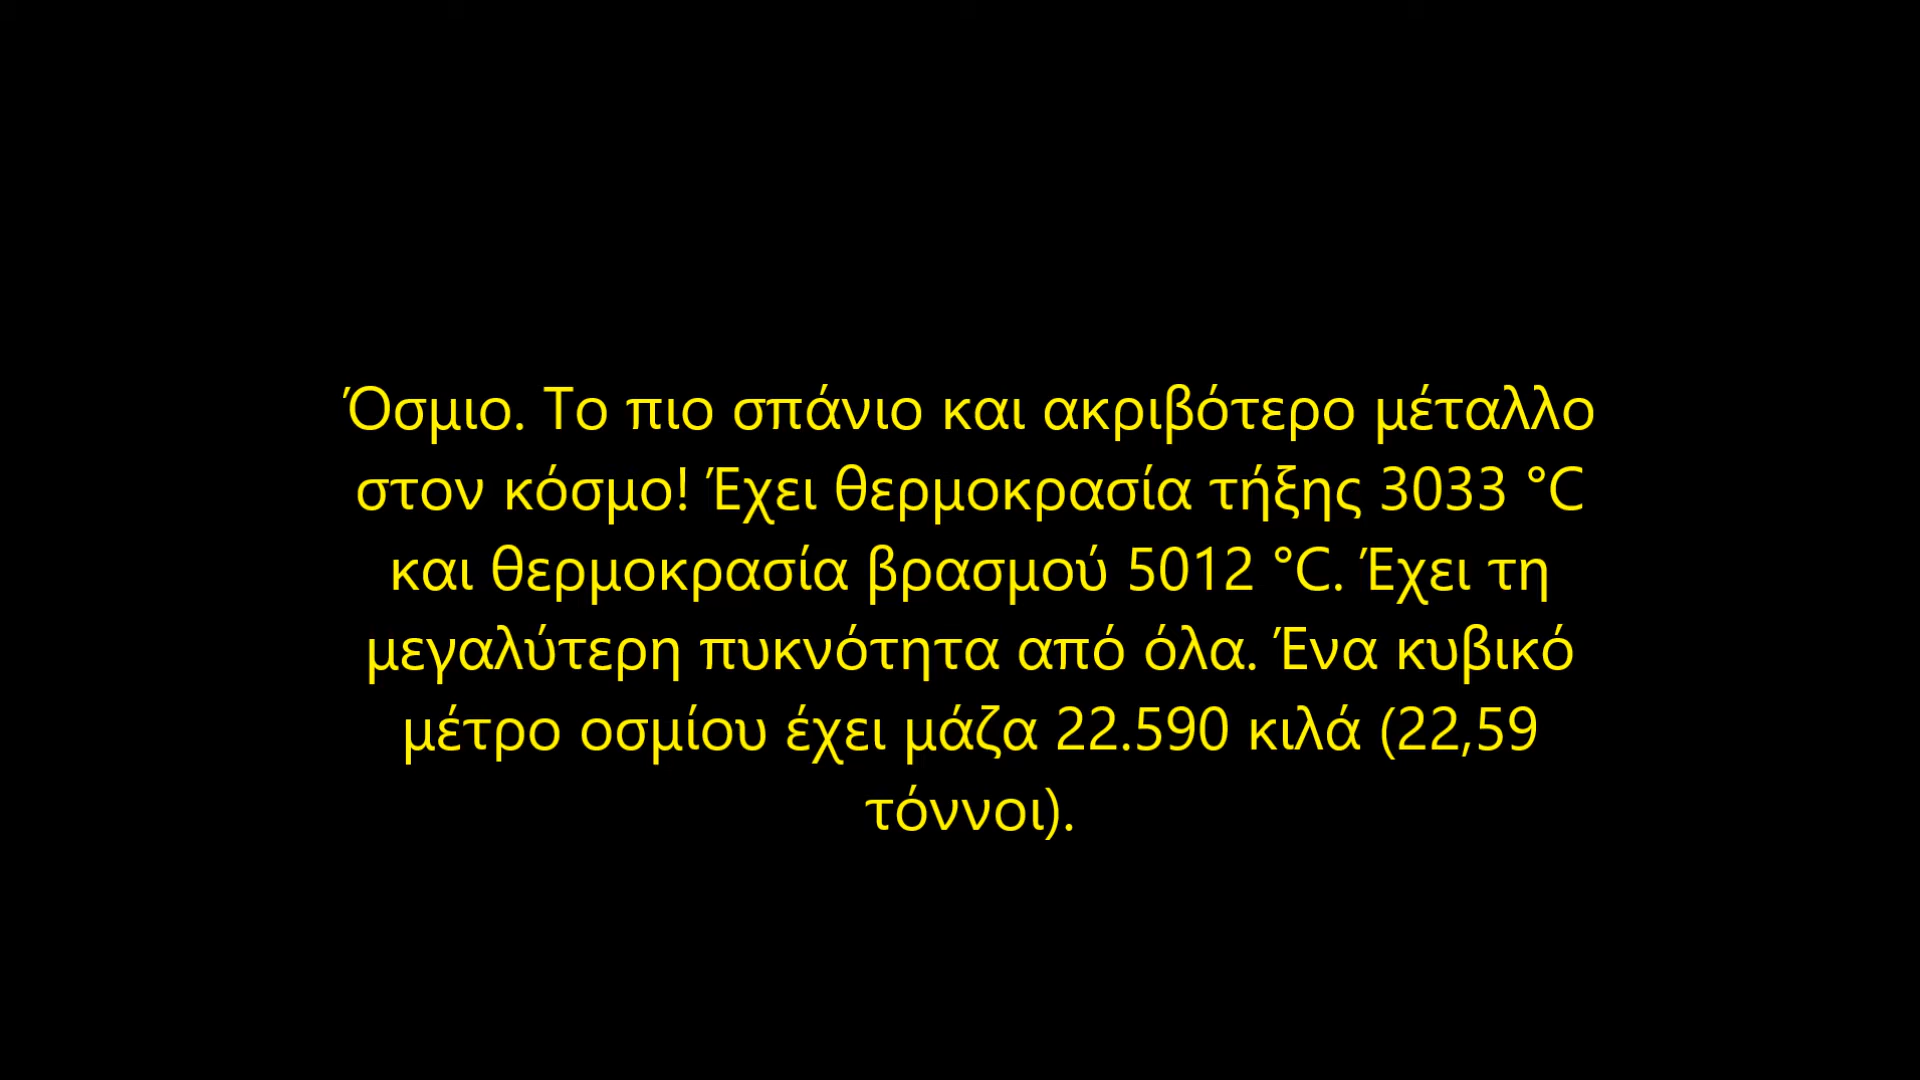 Όσμιο. Το πιο σπάνιο και ακριβότερο μέταλλο
στον κόσμο! Έχει θερμοκρασία τήξης 3033 °C
και θερμοκρασία βρασμού 5012 °C. Έχει τη
μεγαλύτερη πυκνότητα από όλα. Ένα κυβικό
μέτρο οσμίου έχει μάζα 22.590 κιλά (22,59
τόννοι).